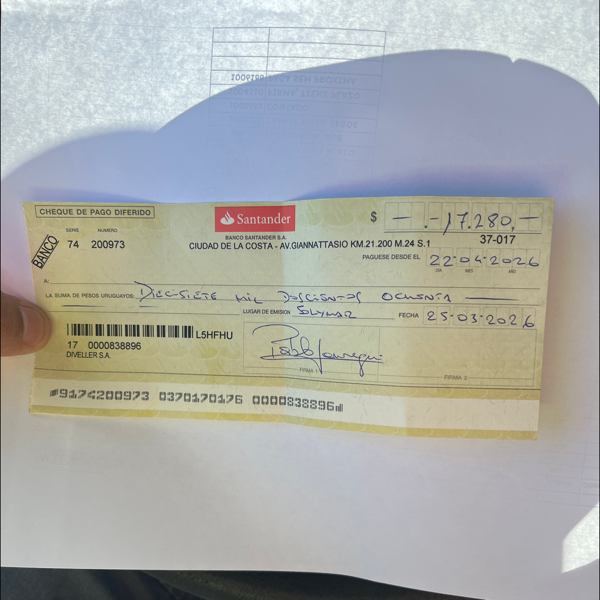 CHEQUE DE PAGO DIFERIDO
Santander
$ — . — 17.280, —
BANCO SANTANDER S.A.
SERIE NUMERO
BANCO 74 200973
CIUDAD DE LA COSTA - AV.GIANNATTASIO KM.21.200 M.24 S.1
37-017
PAGUESE DESDE EL 22·04·2026
DIA MES AÑO
A:
LA SUMA DE PESOS URUGUAYOS: DIECISIETE MIL DOSCIENTOS OCHENTA
LUGAR DE EMISION SOLYMAR FECHA 25·03·2026
L5HFHU
17 0000838896
DIVELLER S.A.
FIRMA 1
FIRMA 2
9174200973 0370170176 0000838896